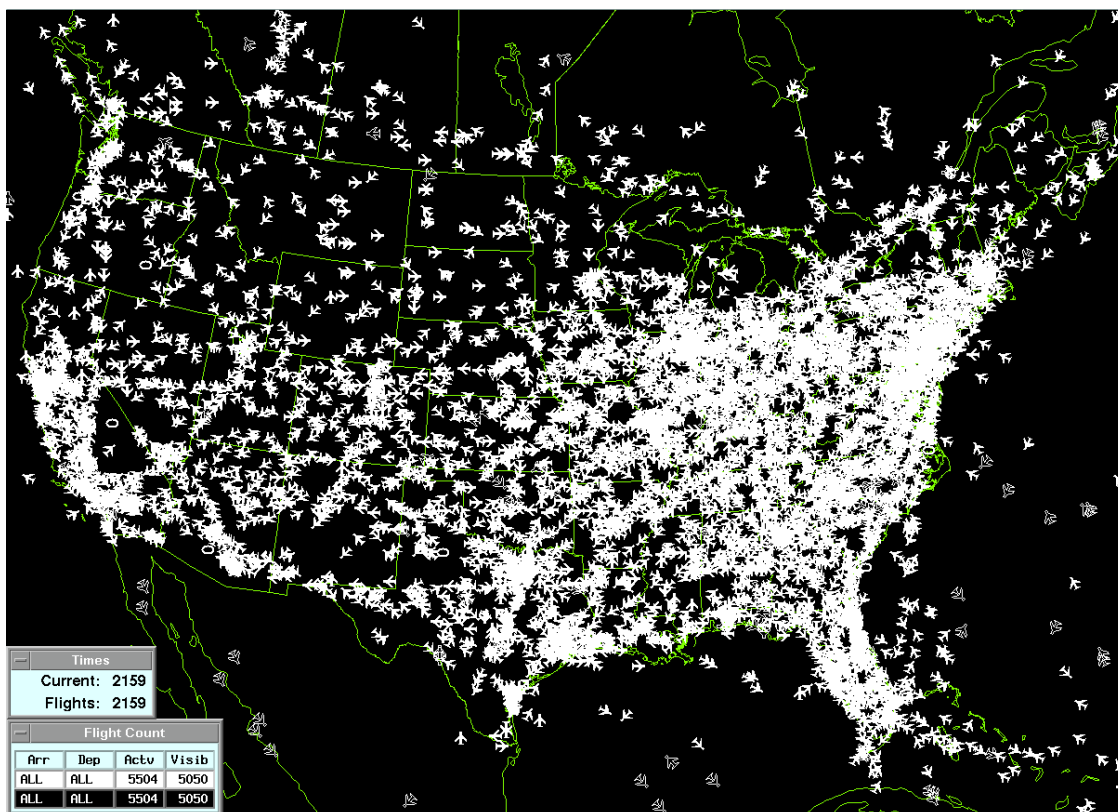 Times
Current: 2159
Flights: 2159
Flight Count
Arr Dep Actv Visib
ALL ALL 5504 5050
ALL ALL 5504 5050